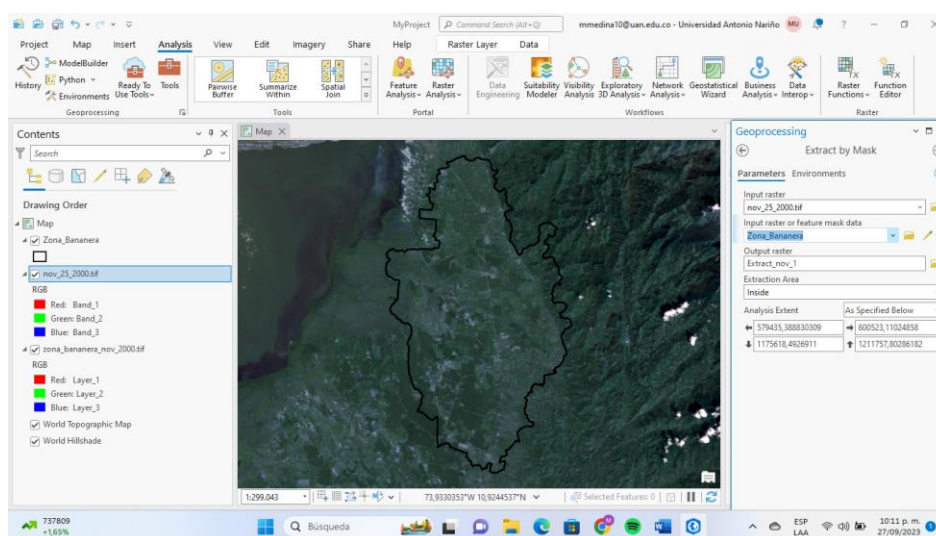 MyProject
Command Search (Alt+Q)
mmedina10@uan.edu.co - Universidad Antonio Nariño
MU
?
Project Map Insert Analysis View Edit Imagery Share Help Raster Layer Data
History
ModelBuilder
Python
Environments
Ready To Use Tools
Tools
Geoprocessing
Pairwise Buffer
Summarize Within
Spatial Join
Tools
Feature Analysis
Raster Analysis
Portal
Data Engineering
Suitability Modeler
Visibility Analysis
Exploratory 3D Analysis
Network Analysis
Geostatistical Wizard
Business Analysis
Data Interop
Workflows
Raster Functions
Function Editor
Raster
Contents
Search
Drawing Order
Map
Zona_Bananera
nov_25_2000.tif
RGB
Red: Band_1
Green: Band_2
Blue: Band_3
zona_bananera_nov_2000.tif
RGB
Red: Layer_1
Green: Layer_2
Blue: Layer_3
World Topographic Map
World Hillshade
Map
1:299.043
73,9330353°W 10,9244537°N
Selected Features: 0
Geoprocessing
Extract by Mask
Parameters Environments
Input raster
nov_25_2000.tif
Input raster or feature mask data
Zona_Bananera
Output raster
Extract_nov_1
Extraction Area
Inside
Analysis Extent As Specified Below
579435,388830309 600523,11024858
1175618,4926911 1211757,80286182
737809
+1,65%
Búsqueda
ESP
LAA
10:11 p. m.
27/09/2023